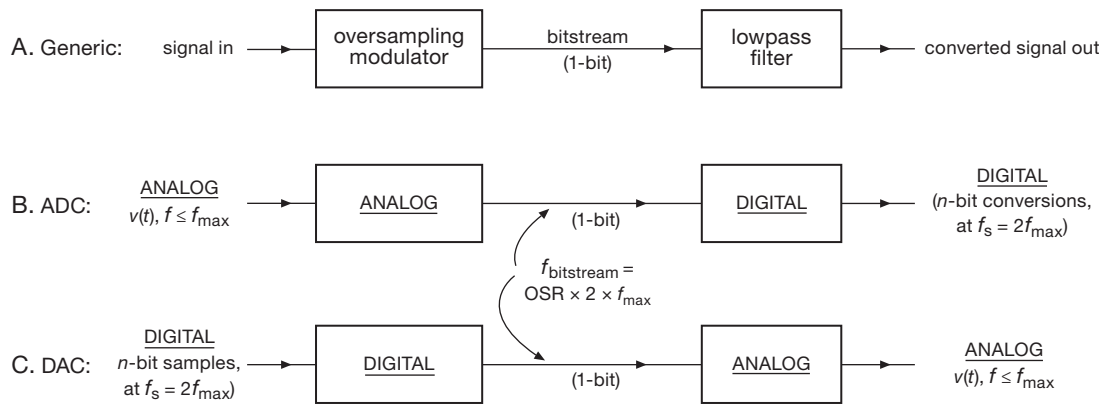 A. Generic:
signal in
oversampling
modulator
bitstream
(1-bit)
lowpass
filter
converted signal out
B. ADC:
ANALOG
v(t), f ≤ fmax
ANALOG
(1-bit)
DIGITAL
DIGITAL
(n-bit conversions,
at fs = 2fmax)
fbitstream =
OSR × 2 × fmax
C. DAC:
DIGITAL
n-bit samples,
at fs = 2fmax)
DIGITAL
(1-bit)
ANALOG
ANALOG
v(t), f ≤ fmax